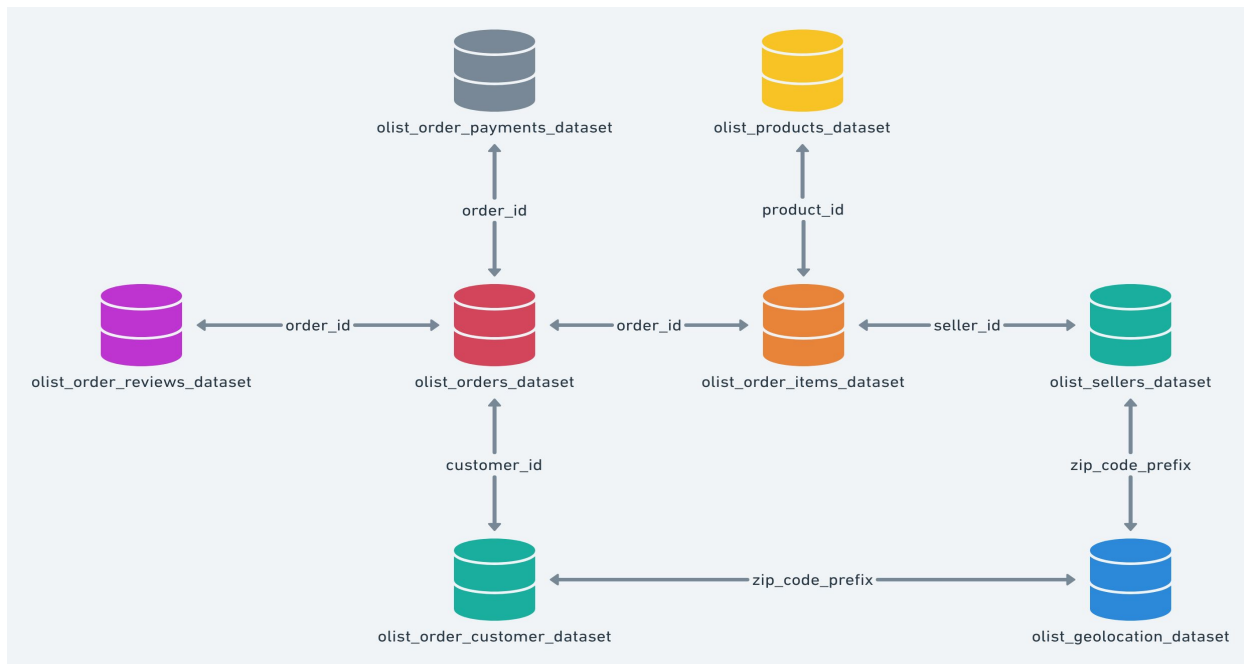 olist_order_payments_dataset
olist_products_dataset
order_id
product_id
order_id
order_id
seller_id
olist_order_reviews_dataset
olist_orders_dataset
olist_order_items_dataset
olist_sellers_dataset
customer_id
zip_code_prefix
zip_code_prefix
olist_order_customer_dataset
olist_geolocation_dataset